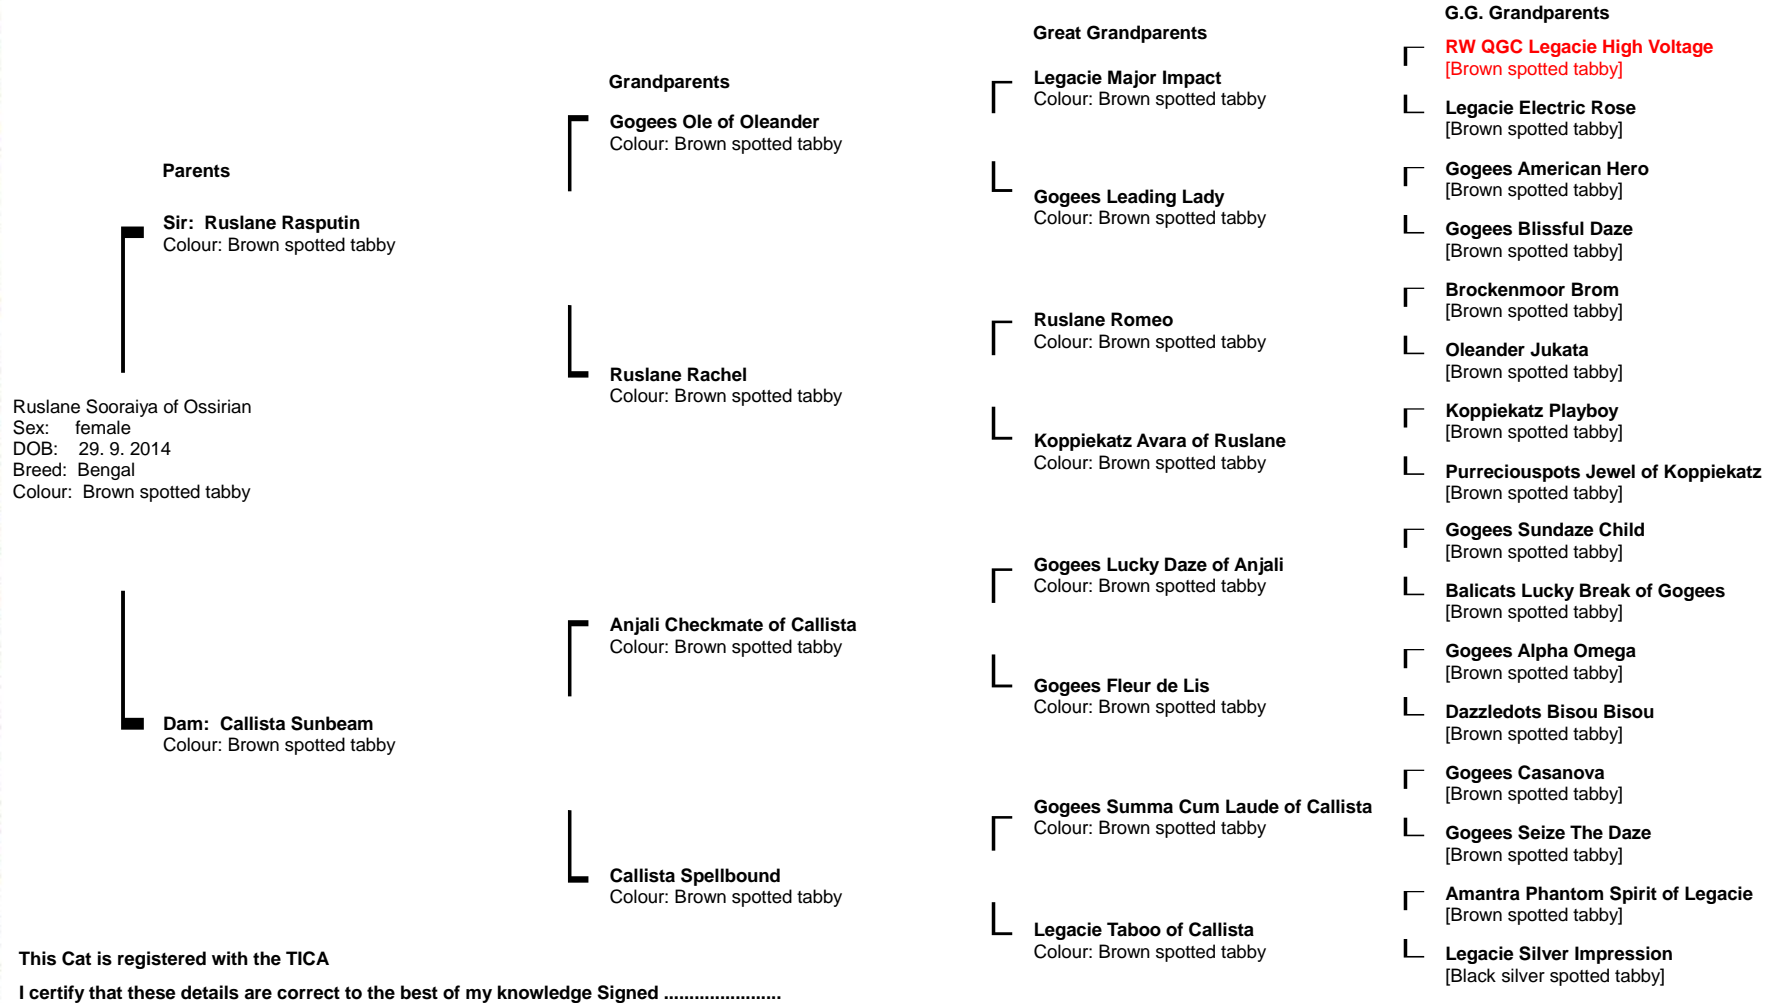 Parents
Sir: Ruslane Rasputin
Colour: Brown spotted tabby
Ruslane Sooraiya of Ossirian
Sex: female
DOB: 29. 9. 2014
Breed: Bengal
Colour: Brown spotted tabby
Dam: Callista Sunbeam
Colour: Brown spotted tabby
Grandparents
Gogees Ole of Oleander
Colour: Brown spotted tabby
Ruslane Rachel
Colour: Brown spotted tabby
Anjali Checkmate of Callista
Colour: Brown spotted tabby
Callista Spellbound
Colour: Brown spotted tabby
Great Grandparents
Legacie Major Impact
Colour: Brown spotted tabby
Gogees Leading Lady
Colour: Brown spotted tabby
Ruslane Romeo
Colour: Brown spotted tabby
Koppiekatz Avara of Ruslane
Colour: Brown spotted tabby
Gogees Lucky Daze of Anjali
Colour: Brown spotted tabby
Gogees Fleur de Lis
Colour: Brown spotted tabby
Gogees Summa Cum Laude of Callista
Colour: Brown spotted tabby
Legacie Taboo of Callista
Colour: Brown spotted tabby
G.G. Grandparents
RW QGC Legacie High Voltage
[Brown spotted tabby]
Legacie Electric Rose
[Brown spotted tabby]
Gogees American Hero
[Brown spotted tabby]
Gogees Blissful Daze
[Brown spotted tabby]
Brockenmoor Brom
[Brown spotted tabby]
Oleander Jukata
[Brown spotted tabby]
Koppiekatz Playboy
[Brown spotted tabby]
Purreciouspots Jewel of Koppiekatz
[Brown spotted tabby]
Gogees Sundaze Child
[Brown spotted tabby]
Balicats Lucky Break of Gogees
[Brown spotted tabby]
Gogees Alpha Omega
[Brown spotted tabby]
Dazzledots Bisou Bisou
[Brown spotted tabby]
Gogees Casanova
[Brown spotted tabby]
Gogees Seize The Daze
[Brown spotted tabby]
Amantra Phantom Spirit of Legacie
[Brown spotted tabby]
Legacie Silver Impression
[Black silver spotted tabby]
This Cat is registered with the TICA
I certify that these details are correct to the best of my knowledge Signed ......................